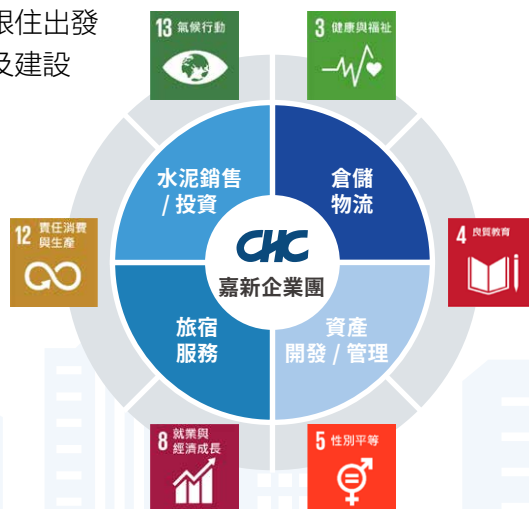 限住出發
及建設
13 氣候行動
3 健康與福祉
水泥銷售
/ 投資
倉儲
物流
12 責任消費
與生產
CHC
嘉新企業團
4 良質教育
旅宿
服務
資產
開發 / 管理
8 就業與
經濟成長
5 性別平等